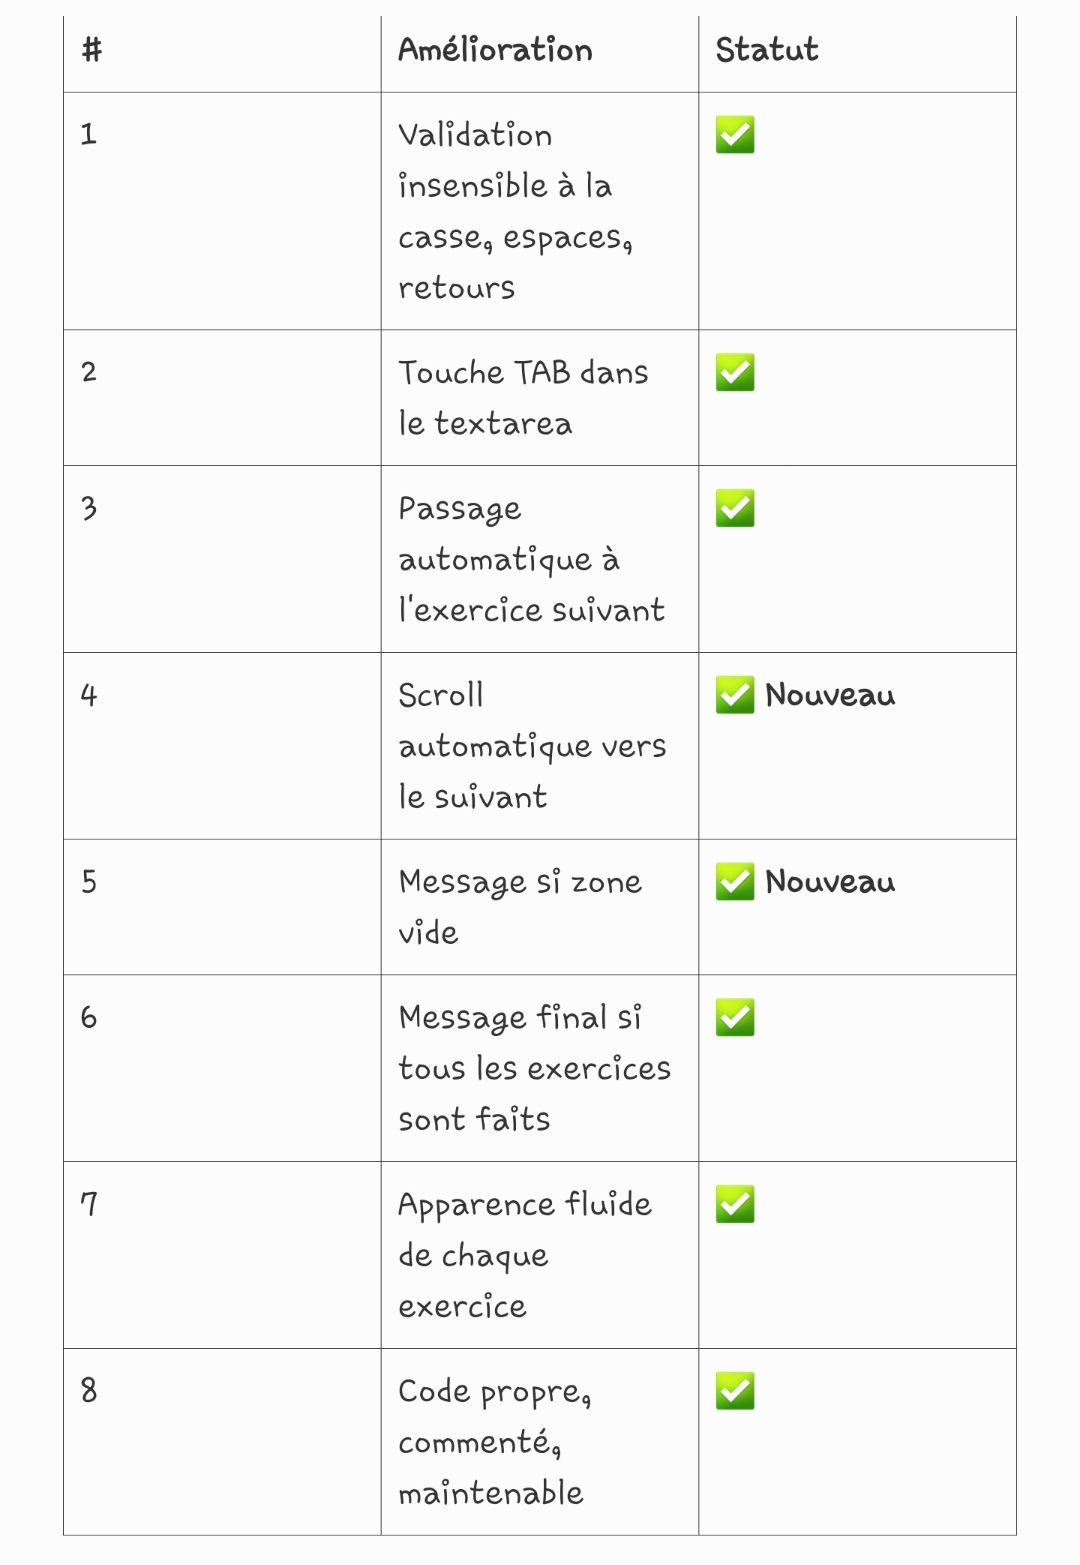 # Amélioration Statut
1 Validation ✅
insensible à la
casse, espaces,
retours
2 Touche TAB dans ✅
le textarea
3 Passage ✅
automatique à
l'exercice suivant
4 Scroll ✅ Nouveau
automatique vers
le suivant
5 Message si zone ✅ Nouveau
vide
6 Message final si ✅
tous les exercices
sont faits
7 Apparence fluide ✅
de chaque
exercice
8 Code propre, ✅
commenté,
maintenable